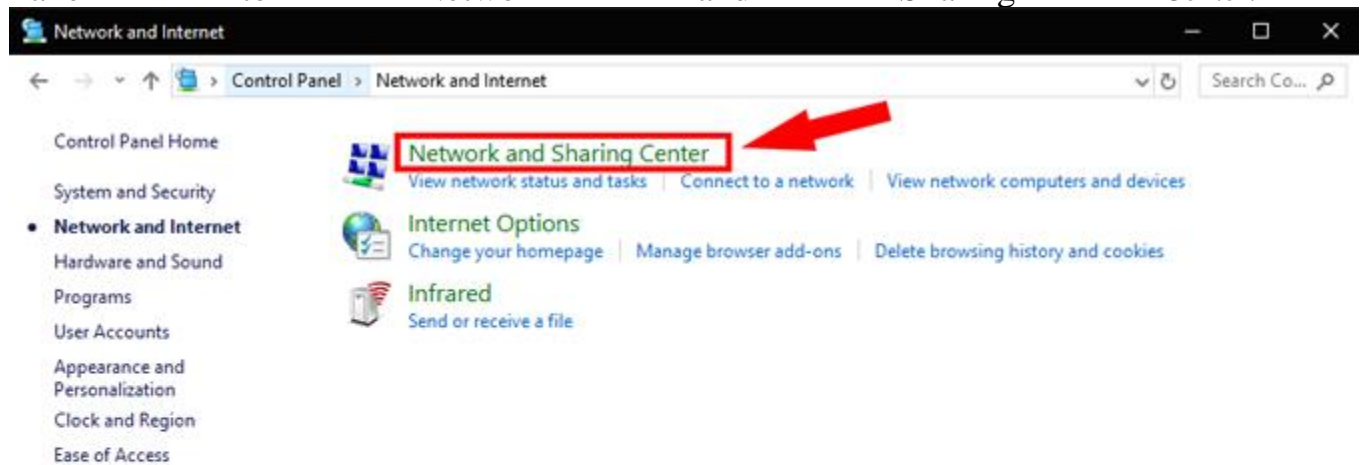 Network and Internet
Control Panel > Network and Internet
Search Co...
Control Panel Home
System and Security
Network and Internet
Hardware and Sound
Programs
User Accounts
Appearance and
Personalization
Clock and Region
Ease of Access
Network and Sharing Center
View network status and tasks | Connect to a network | View network computers and devices
Internet Options
Change your homepage | Manage browser add-ons | Delete browsing history and cookies
Infrared
Send or receive a file